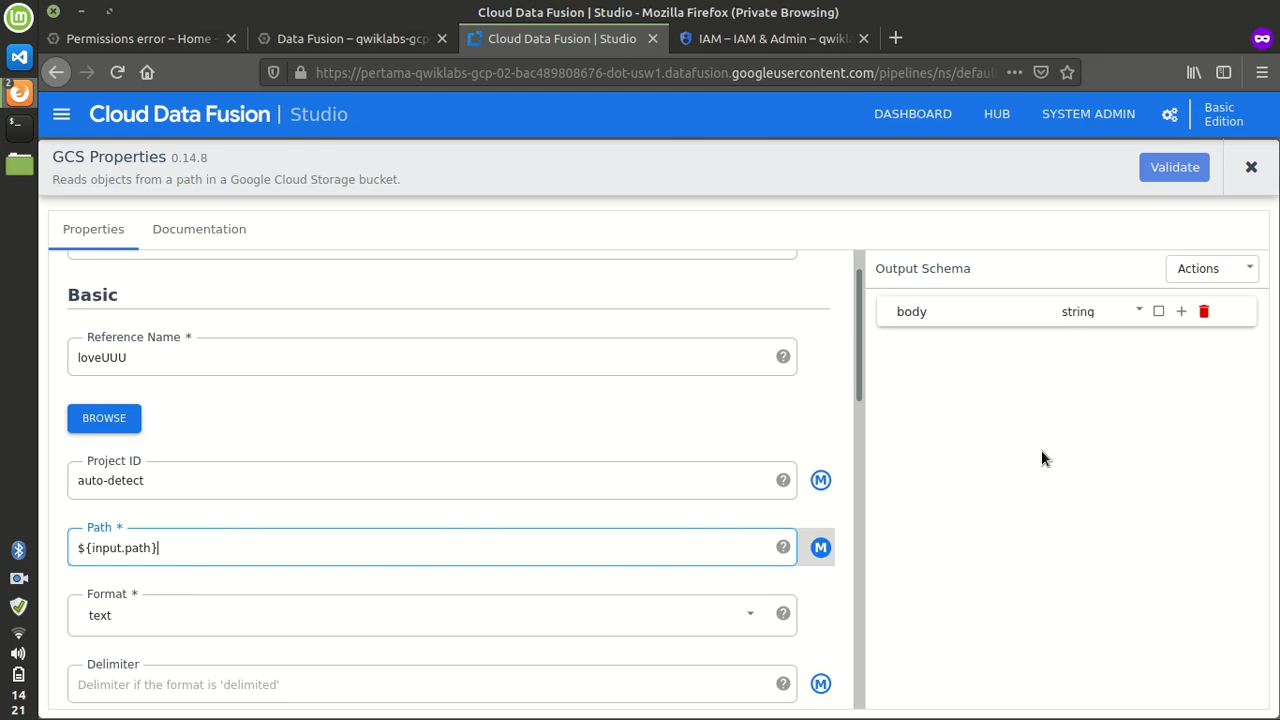 Cloud Data Fusion | Studio - Mozilla Firefox (Private Browsing)
Permissions error – Home -
Data Fusion – qwiklabs-gcp
Cloud Data Fusion | Studio
IAM – IAM & Admin – qwikl
https://pertama-qwiklabs-gcp-02-bac489808676-dot-usw1.datafusion.googleusercontent.com/pipelines/ns/defau
Cloud Data Fusion | Studio
DASHBOARD
HUB
SYSTEM ADMIN
Basic
Edition
GCS Properties 0.14.8
Reads objects from a path in a Google Cloud Storage bucket.
Validate
Properties
Documentation
Output Schema
Actions
Basic
body
string
Reference Name *
loveUUU
BROWSE
Project ID
auto-detect
M
Path *
${input.path}
M
Format *
text
Delimiter
Delimiter if the format is 'delimited'
M
2
14
21